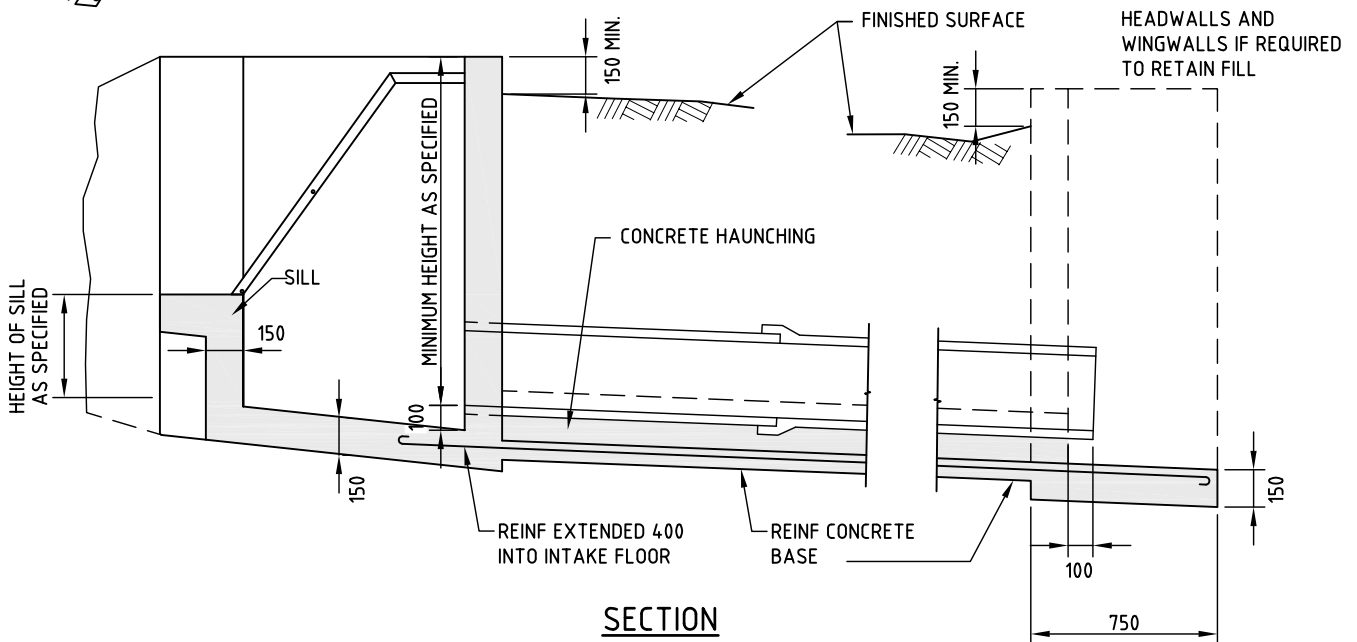 FINISHED SURFACE
HEADWALLS AND
WINGWALLS IF REQUIRED
TO RETAIN FILL
150 MIN.
150 MIN.
MINIMUM HEIGHT AS SPECIFIED
CONCRETE HAUNCHING
SILL
HEIGHT OF SILL
AS SPECIFIED
150
100
150
REINF EXTENDED 400
INTO INTAKE FLOOR
REINF CONCRETE
BASE
150
100
750
SECTION